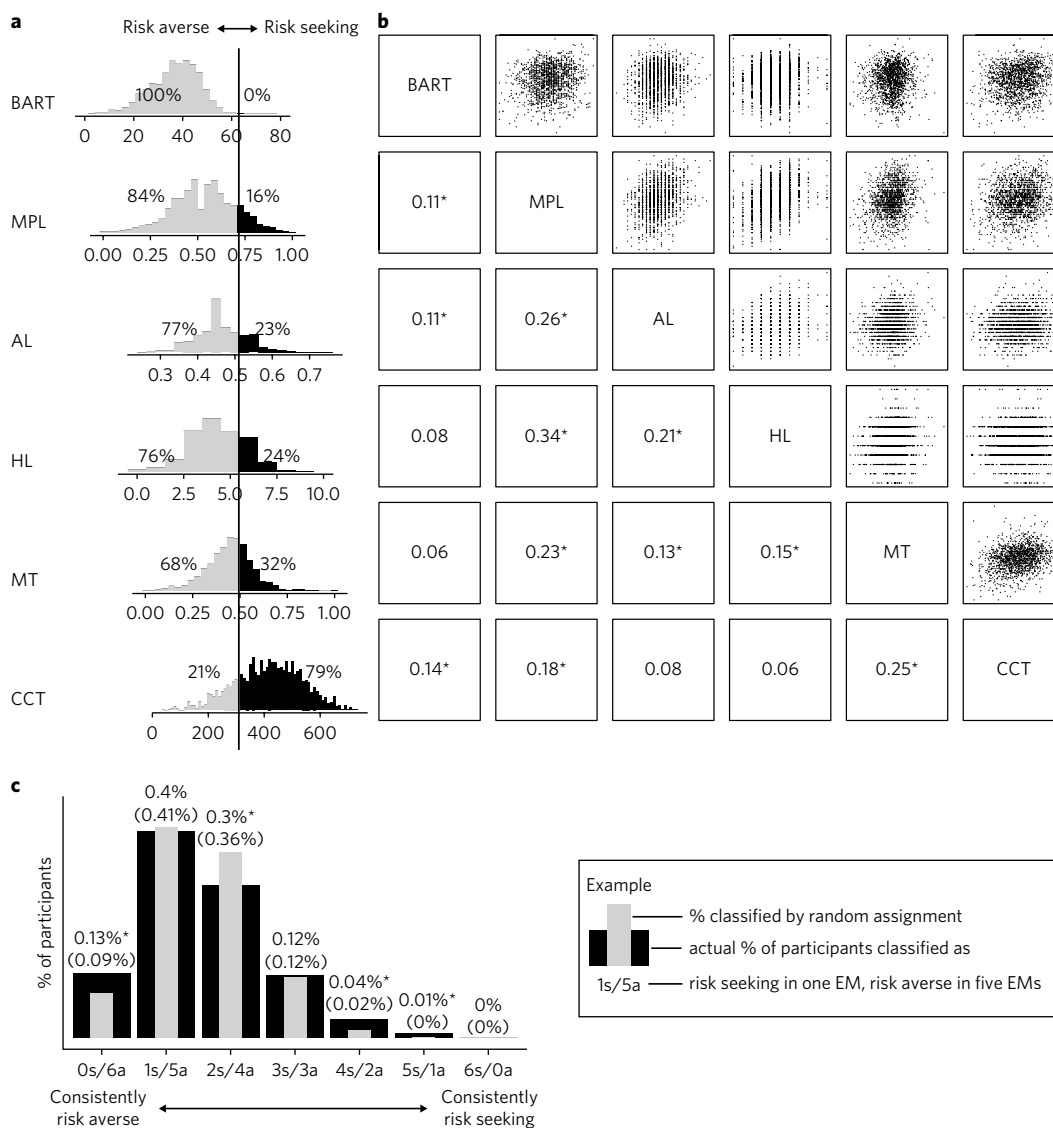 a
Risk averse ↔ Risk seeking
BART
100% 0%
0 20 40 60 80
MPL
84% 16%
0.00 0.25 0.50 0.75 1.00
AL
77% 23%
0.3 0.4 0.5 0.6 0.7
HL
76% 24%
0.0 2.5 5.0 7.5 10.0
MT
68% 32%
0.00 0.25 0.50 0.75 1.00
CCT
21% 79%
0 200 400 600
b
BART
0.11* MPL
0.11* 0.26* AL
0.08 0.34* 0.21* HL
0.06 0.23* 0.13* 0.15* MT
0.14* 0.18* 0.08 0.06 0.25* CCT
c
% of participants
0.13%*
(0.09%)
0.4%
(0.41%)
0.3%*
(0.36%)
0.12%
(0.12%)
0.04%*
(0.02%)
0.01%*
(0%)
0%
(0%)
0s/6a 1s/5a 2s/4a 3s/3a 4s/2a 5s/1a 6s/0a
Consistently
risk averse
Consistently
risk seeking
Example
% classified by random assignment
actual % of participants classified as
1s/5a risk seeking in one EM, risk averse in five EMs